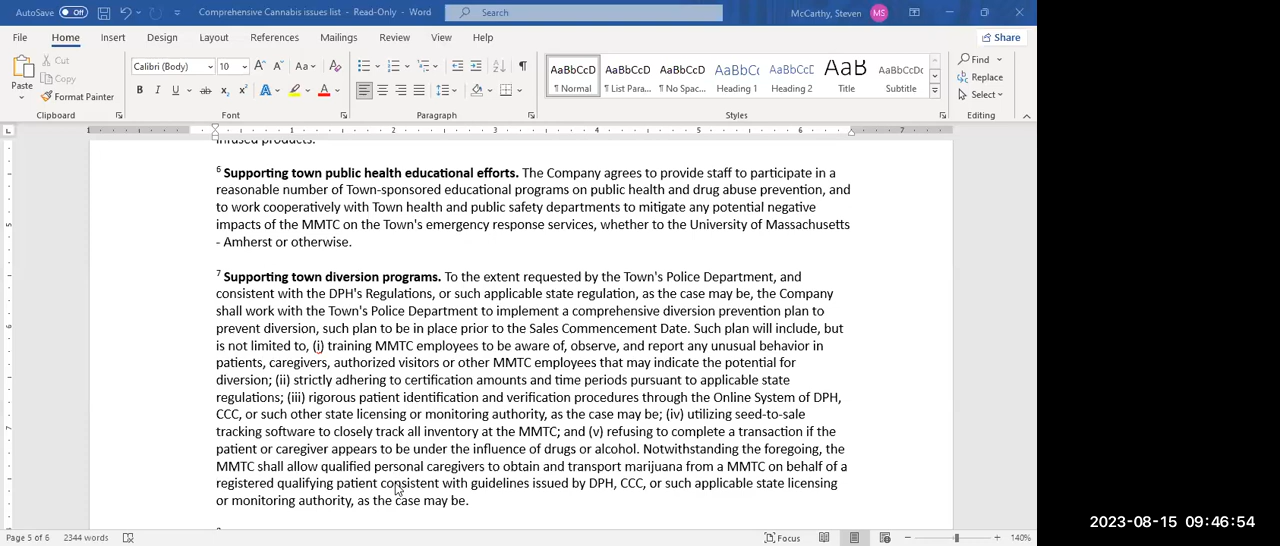 AutoSave Off
Comprehensive Cannabis issues list - Read-Only - Word
Search
McCarthy, Steven MS
File Home Insert Design Layout References Mailings Review View Help Share
Paste
Cut
Copy
Format Painter
Clipboard
Calibri (Body) 10
Font
Paragraph
AaBbCcD AaBbCcD AaBbCcD AaBbCc AaBbCcD AaB AaBbCcD
¶ Normal ¶ List Para... ¶ No Spac... Heading 1 Heading 2 Title Subtitle
Styles
Find
Replace
Select
Editing
1 1 2 3 4 5 6 7
infused products.
6 Supporting town public health educational efforts. The Company agrees to provide staff to participate in a
reasonable number of Town-sponsored educational programs on public health and drug abuse prevention, and
to work cooperatively with Town health and public safety departments to mitigate any potential negative
impacts of the MMTC on the Town's emergency response services, whether to the University of Massachusetts
- Amherst or otherwise.
7 Supporting town diversion programs. To the extent requested by the Town's Police Department, and
consistent with the DPH's Regulations, or such applicable state regulation, as the case may be, the Company
shall work with the Town's Police Department to implement a comprehensive diversion prevention plan to
prevent diversion, such plan to be in place prior to the Sales Commencement Date. Such plan will include, but
is not limited to, (i) training MMTC employees to be aware of, observe, and report any unusual behavior in
patients, caregivers, authorized visitors or other MMTC employees that may indicate the potential for
diversion; (ii) strictly adhering to certification amounts and time periods pursuant to applicable state
regulations; (iii) rigorous patient identification and verification procedures through the Online System of DPH,
CCC, or such other state licensing or monitoring authority, as the case may be; (iv) utilizing seed-to-sale
tracking software to closely track all inventory at the MMTC; and (v) refusing to complete a transaction if the
patient or caregiver appears to be under the influence of drugs or alcohol. Notwithstanding the foregoing, the
MMTC shall allow qualified personal caregivers to obtain and transport marijuana from a MMTC on behalf of a
registered qualifying patient consistent with guidelines issued by DPH, CCC, or such applicable state licensing
or monitoring authority, as the case may be.
2023-08-15 09:46:54
Page 5 of 6 2344 words Focus 140%